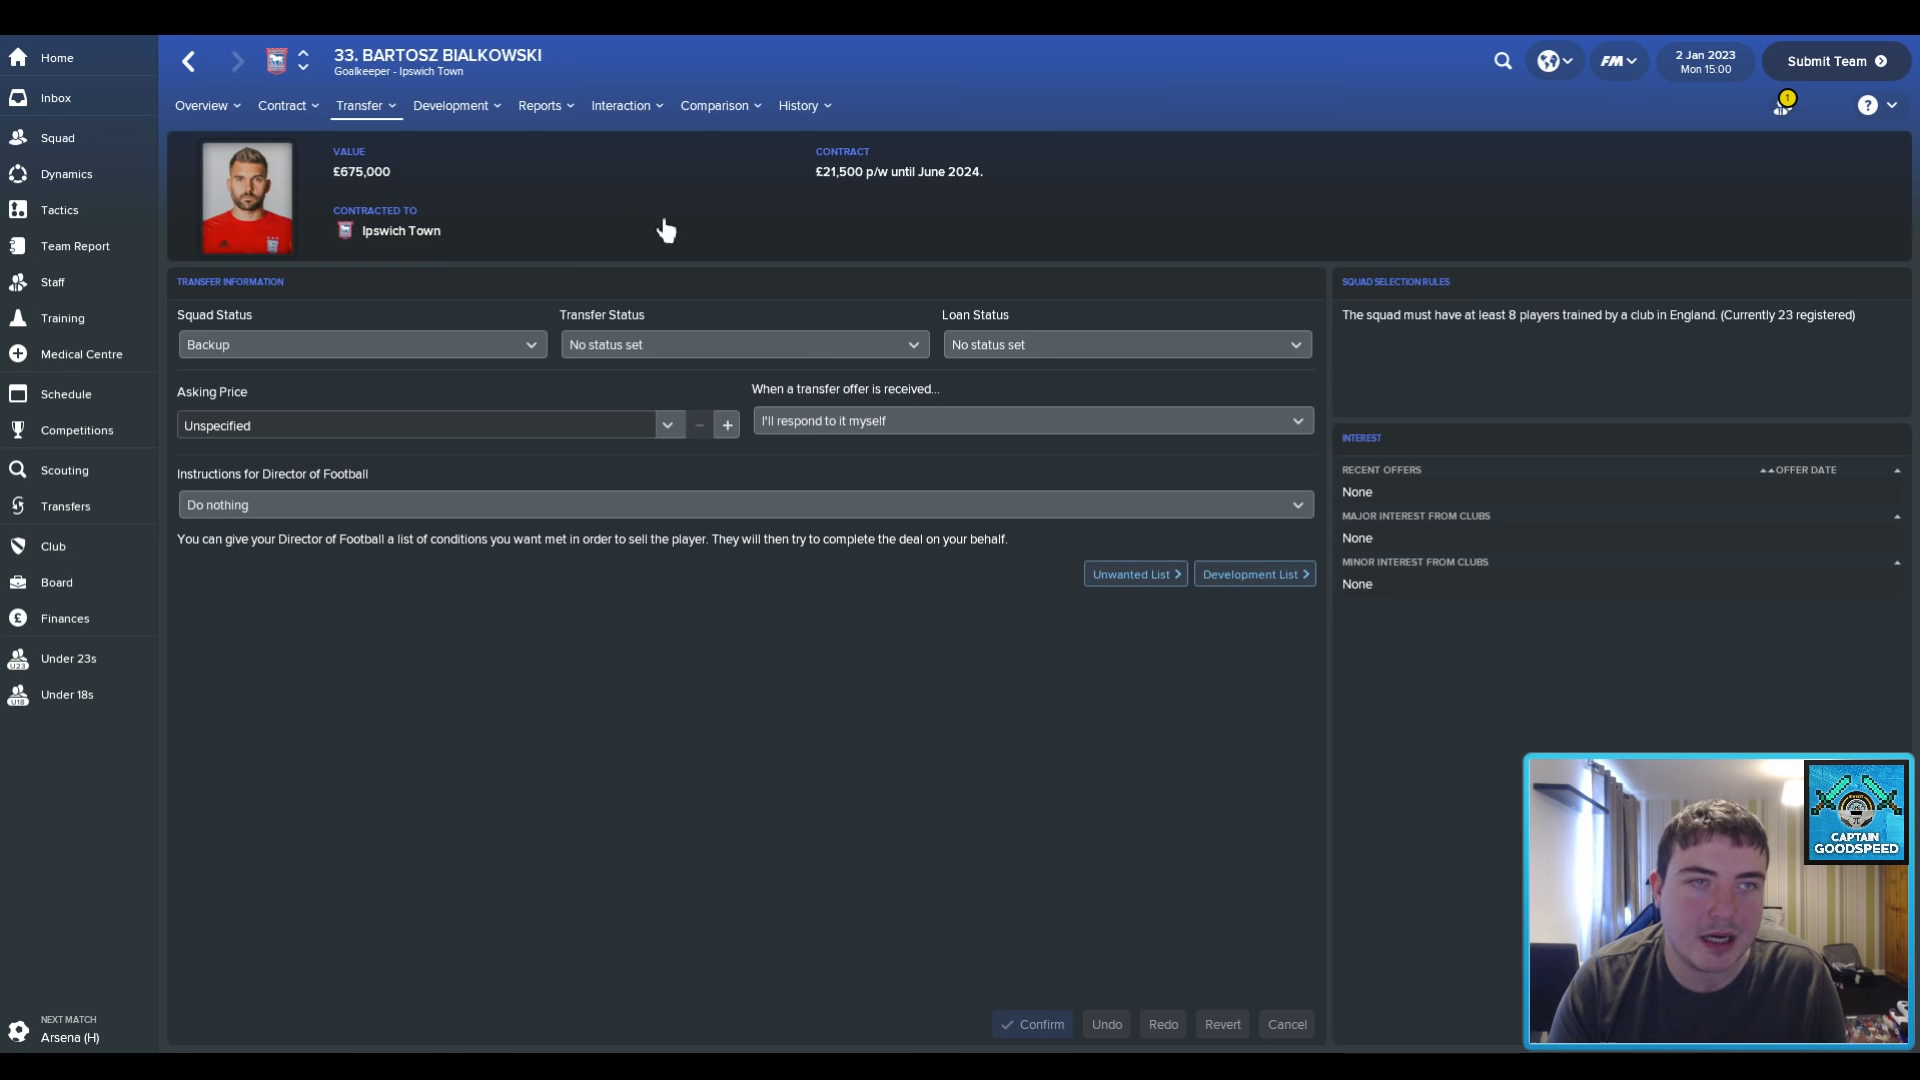 Home
Inbox
Squad
Dynamics
Tactics
Team Report
Staff
Training
Medical Centre
Schedule
Competitions
Scouting
Transfers
Club
Board
Finances
U23
Under 23s
U18
Under 18s
NEXT MATCH
Arsena (H)
33. BARTOSZ BIALKOWSKI
Goalkeeper - Ipswich Town
FM
2 Jan 2023
Mon 15:00
Submit Team
Overview
Contract
Transfer
Development
Reports
Interaction
Comparison
History
1
?
VALUE
£675,000
CONTRACTED TO
Ipswich Town
CONTRACT
£21,500 p/w until June 2024.
TRANSFER INFORMATION
Squad Status
Transfer Status
Loan Status
Backup
No status set
No status set
Asking Price
When a transfer offer is received...
Unspecified
I'll respond to it myself
Instructions for Director of Football
Do nothing
You can give your Director of Football a list of conditions you want met in order to sell the player. They will then try to complete the deal on your behalf.
Unwanted List
Development List
Confirm
Undo
Redo
Revert
Cancel
SQUAD SELECTION RULES
The squad must have at least 8 players trained by a club in England. (Currently 23 registered)
INTEREST
RECENT OFFERS
OFFER DATE
None
MAJOR INTEREST FROM CLUBS
None
MINOR INTEREST FROM CLUBS
None
CAPTAIN
GOODSPEED